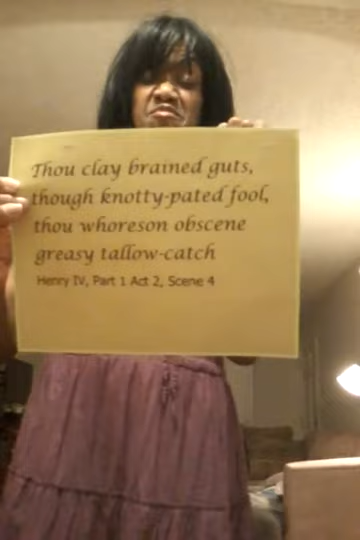 Thou clay brained guts,
though knotty-pated fool,
thou whoreson obscene
greasy tallow-catch
Henry IV, Part 1 Act 2, Scene 4